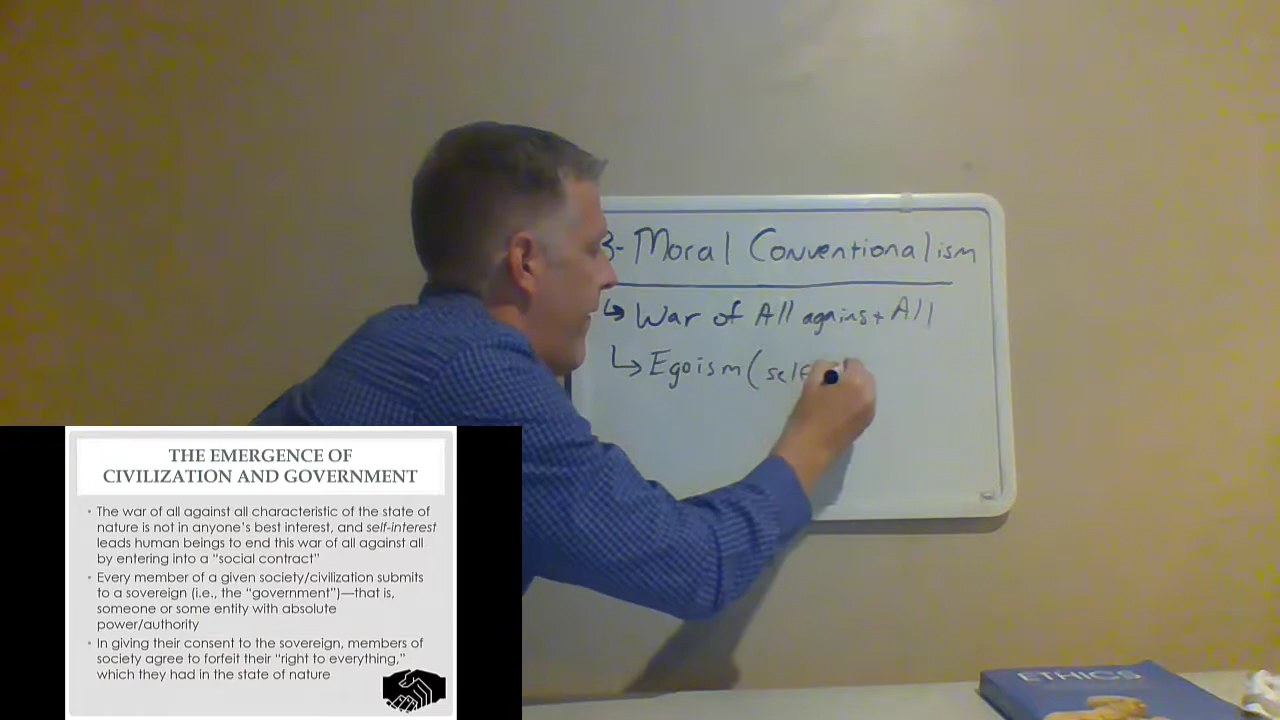 3- Moral Conventionalism
↳ War of All against All
↳ Egoism (self
THE EMERGENCE OF
CIVILIZATION AND GOVERNMENT
• The war of all against all characteristic of the state of
nature is not in anyone's best interest, and self-interest
leads human beings to end this war of all against all
by entering into a "social contract"
• Every member of a given society/civilization submits
to a sovereign (i.e., the "government")—that is,
someone or some entity with absolute
power/authority
• In giving their consent to the sovereign, members of
society agree to forfeit their "right to everything,"
which they had in the state of nature
ETHICS